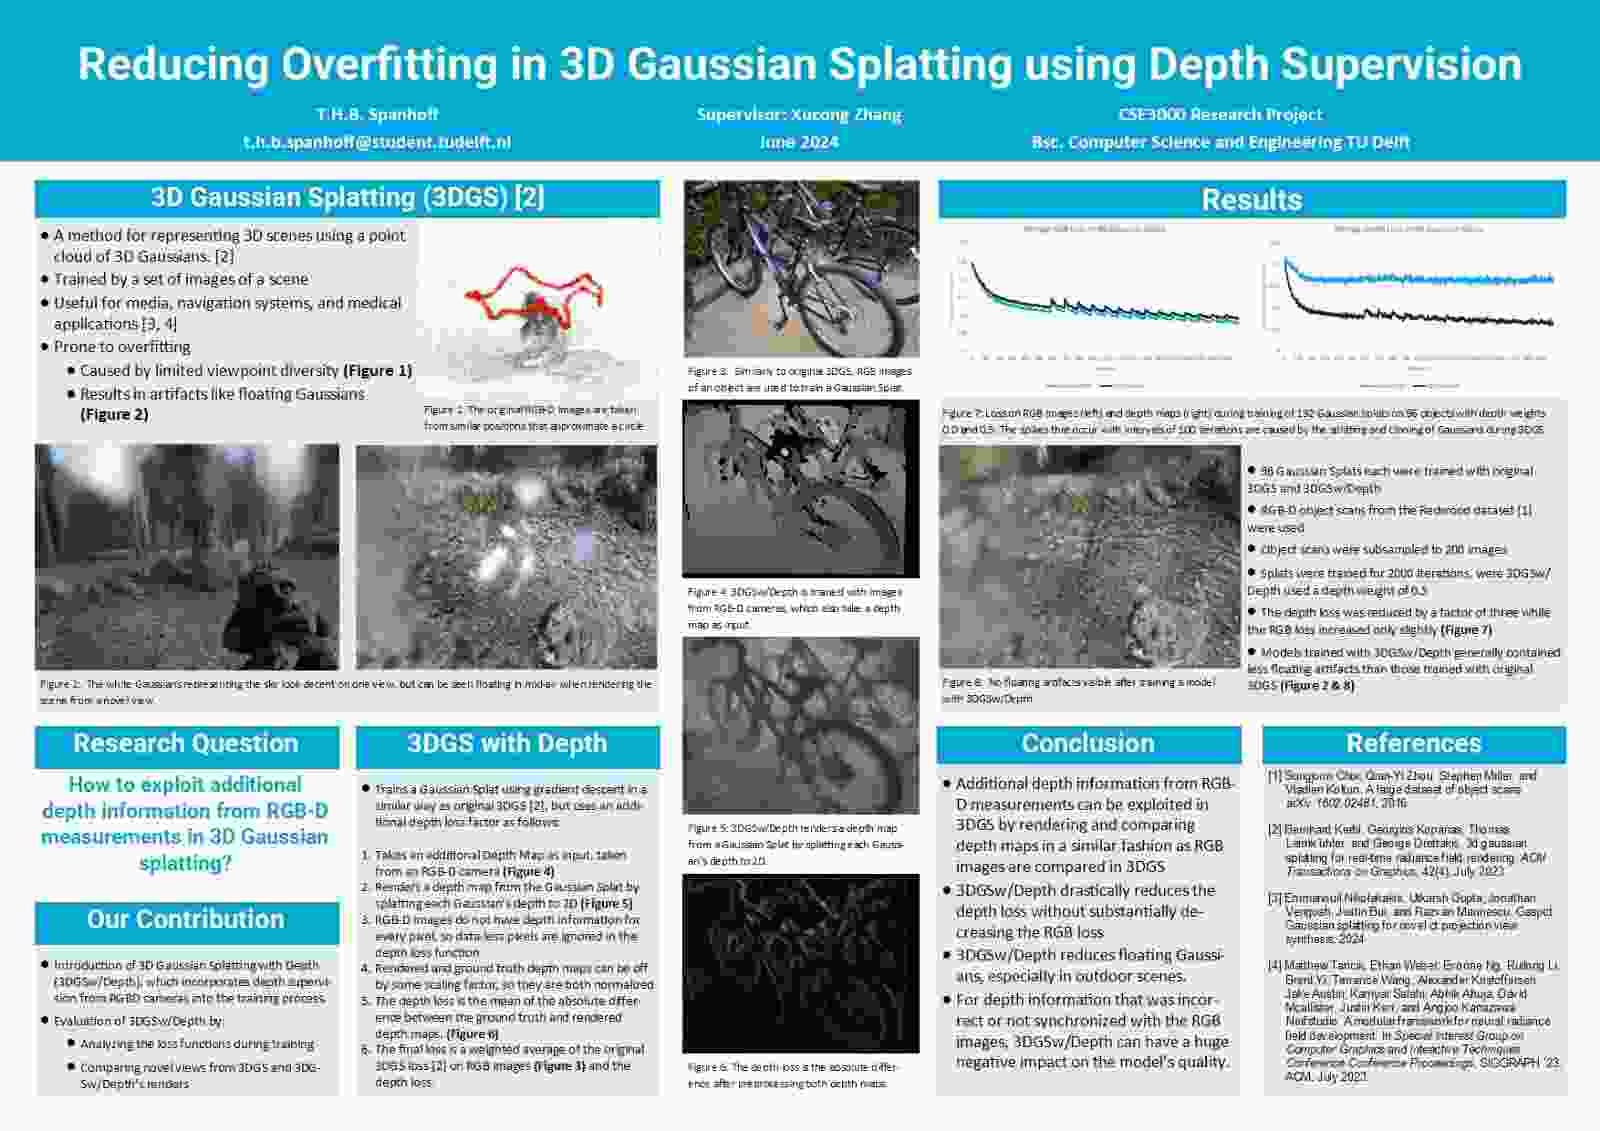 Reducing Overfitting in 3D Gaussian Splatting using Depth Supervision
T.H.B. Spanhoff
t.h.b.spanhoff@student.tudelft.nl
Supervisor: Xucong Zhang
June 2024
CSE3000 Research Project
Bsc. Computer Science and Engineering TU Delft
3D Gaussian Splatting (3DGS) [2]
● A method for representing 3D scenes using a point
cloud of 3D Gaussians. [2]
● Trained by a set of images of a scene
● Useful for media, navigation systems, and medical
applications [3, 4]
● Prone to overfitting
● Caused by limited viewpoint diversity (Figure 1)
● Results in artifacts like floating Gaussians
(Figure 2)
Figure 1: The original RGB-D images are taken
from similar positions that approximate a circle.
Figure 2: The white Gaussians representing the sky look decent on one view, but can be seen floating in mid-air when rendering the
scene from a novel view.
Research Question
How to exploit additional
depth information from RGB-D
measurements in 3D Gaussian
splatting?
Our Contribution
● Introduction of 3D Gaussian Splatting with Depth
(3DGSw/Depth), which incorporates depth supervi-
sion from RGBD cameras into the training process.
● Evaluation of 3DGSw/Depth by:
● Analyzing the loss functions during training
● Comparing novel views from 3DGS and 3DG-
Sw/Depth's renders
3DGS with Depth
● Trains a Gaussian Splat using gradient descent in a
similar way as original 3DGS [2], but uses an addi-
tional depth loss factor as follows:
1. Takes an additional Depth Map as input, taken
from an RGB-D camera (Figure 4)
2. Renders a depth map from the Gaussian Splat by
splatting each Gaussian's depth to 2D (Figure 5)
3. RGB-D images do not have depth information for
every pixel, so data-less pixels are ignored in the
depth loss function
4. Rendered and ground truth depth maps can be off
by some scaling factor, so they are both normalized
5. The depth loss is the mean of the absolute differ-
ence between the ground truth and rendered
depth maps. (Figure 6)
6. The final loss is a weighted average of the original
3DGS loss [2] on RGB images (Figure 3) and the
depth loss
Figure 3: Similarly to original 3DGS, RGB images
of an object are used to train a Gaussian Splat.
Figure 4: 3DGSw/Depth is trained with images
from RGB-D cameras, which also take a depth
map as input.
Figure 5: 3DGSw/Depth renders a depth map
from a Gaussian Splat by splatting each Gauss-
an's depth to 2D.
Figure 6: The depth loss is the absolute differ-
ence after preprocessing both depth maps.
Results
Figure 7: Loss on RGB images (left) and depth maps (right) during training of 192 Gaussian Splats on 96 objects with depth weights
0.0 and 0.5. The spikes that occur with intervals of 100 iterations are caused by the splitting and cloning of Gaussians during 3DGS
Figure 8: No floating artifacts visible after training a model
with 3DGSw/Depth
● 96 Gaussian Splats each were trained with original
3DGS and 3DGSw/Depth
● RGB-D object scans from the Redwood dataset [1]
were used
● Object scans were subsampled to 200 images
● Splats were trained for 2000 iterations, were 3DGSw/
Depth used a depth weight of 0.5
● The depth loss was reduced by a factor of three while
the RGB loss increased only slightly (Figure 7)
● Models trained with 3DGSw/Depth generally contained
less floating artifacts than those trained with original
3DGS (Figure 2 & 8)
Conclusion
● Additional depth information from RGB-
D measurements can be exploited in
3DGS by rendering and comparing
depth maps in a similar fashion as RGB
images are compared in 3DGS
● 3DGSw/Depth drastically reduces the
depth loss without substantially de-
creasing the RGB loss
● 3DGSw/Depth reduces floating Gaussi-
ans, especially in outdoor scenes.
● For depth information that was incor-
rect or not synchronized with the RGB
images, 3DGSw/Depth can have a huge
negative impact on the model's quality.
References
[1] Sungjoon Choi, Qian-Yi Zhou, Stephen Miller, and
Vladlen Koltun. A large dataset of object scans.
arXiv: 1602.02481, 2016.
[2] Bernhard Kerbl, Georgios Kopanas, Thomas
Leimkühler, and George Drettakis. 3d gaussian
splatting for real-time radiance field rendering. ACM
Transactions on Graphics, 42(4), July 2023
[3] Emmanouil Nikolakakis, Utkarsh Gupta, Jonathan
Vengosh, Justin Bui, and Razvan Marinescu. Gaspct
Gaussian splatting for novel ct projection view
synthesis, 2024
[4] Matthew Tancik, Ethan Weber, Evonne Ng, Ruilong Li,
Brent Yi, Terrance Wang, Alexander Kristoffersen,
Jake Austin, Kamyar Salahi, Abhik Ahuja, David
Mcallister, Justin Kerr, and Angjoo Kanazawa.
Nerfstudio: A modular framework for neural radiance
field development. In Special Interest Group on
Computer Graphics and Interactive Techniques
Conference Conference Proceedings, SIGGRAPH '23.
ACM, July 2023.